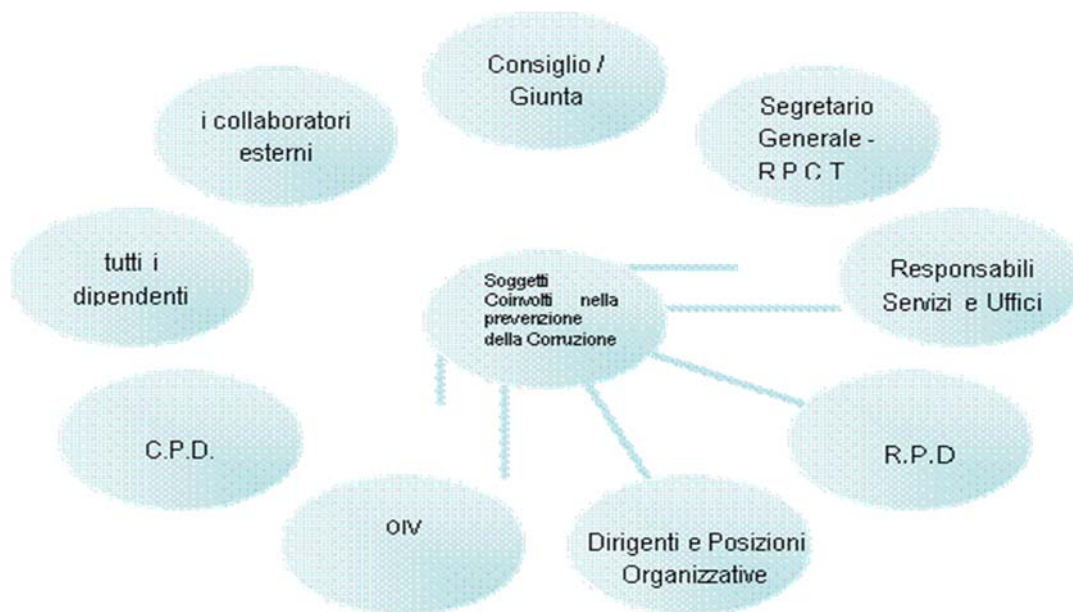 Consiglio /
Giunta
i collaboratori
esterni
Segretario
Generale -
R.P.C.T
tutti i
dipendenti
Soggetti
Coinvolti nella
prevenzione
della Corruzione
Responsabili
Servizi e Uffici
C.P.D.
R.P.D
OIV
Dirigenti e Posizioni
Organizzative